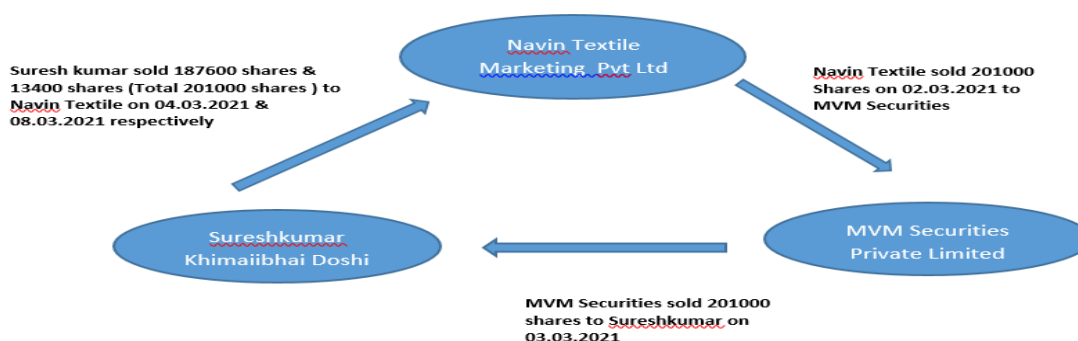 Navin Textile
Marketing Pvt Ltd
Suresh kumar sold 187600 shares &
13400 shares (Total 201000 shares ) to
Navin Textile on 04.03.2021 &
08.03.2021 respectively
Navin Textile sold 201000
Shares on 02.03.2021 to
MVM Securities
Sureshkumar
Khimaiibhai Doshi
MVM Securities
Private Limited
MVM Securities sold 201000
shares to Sureshkumar on
03.03.2021